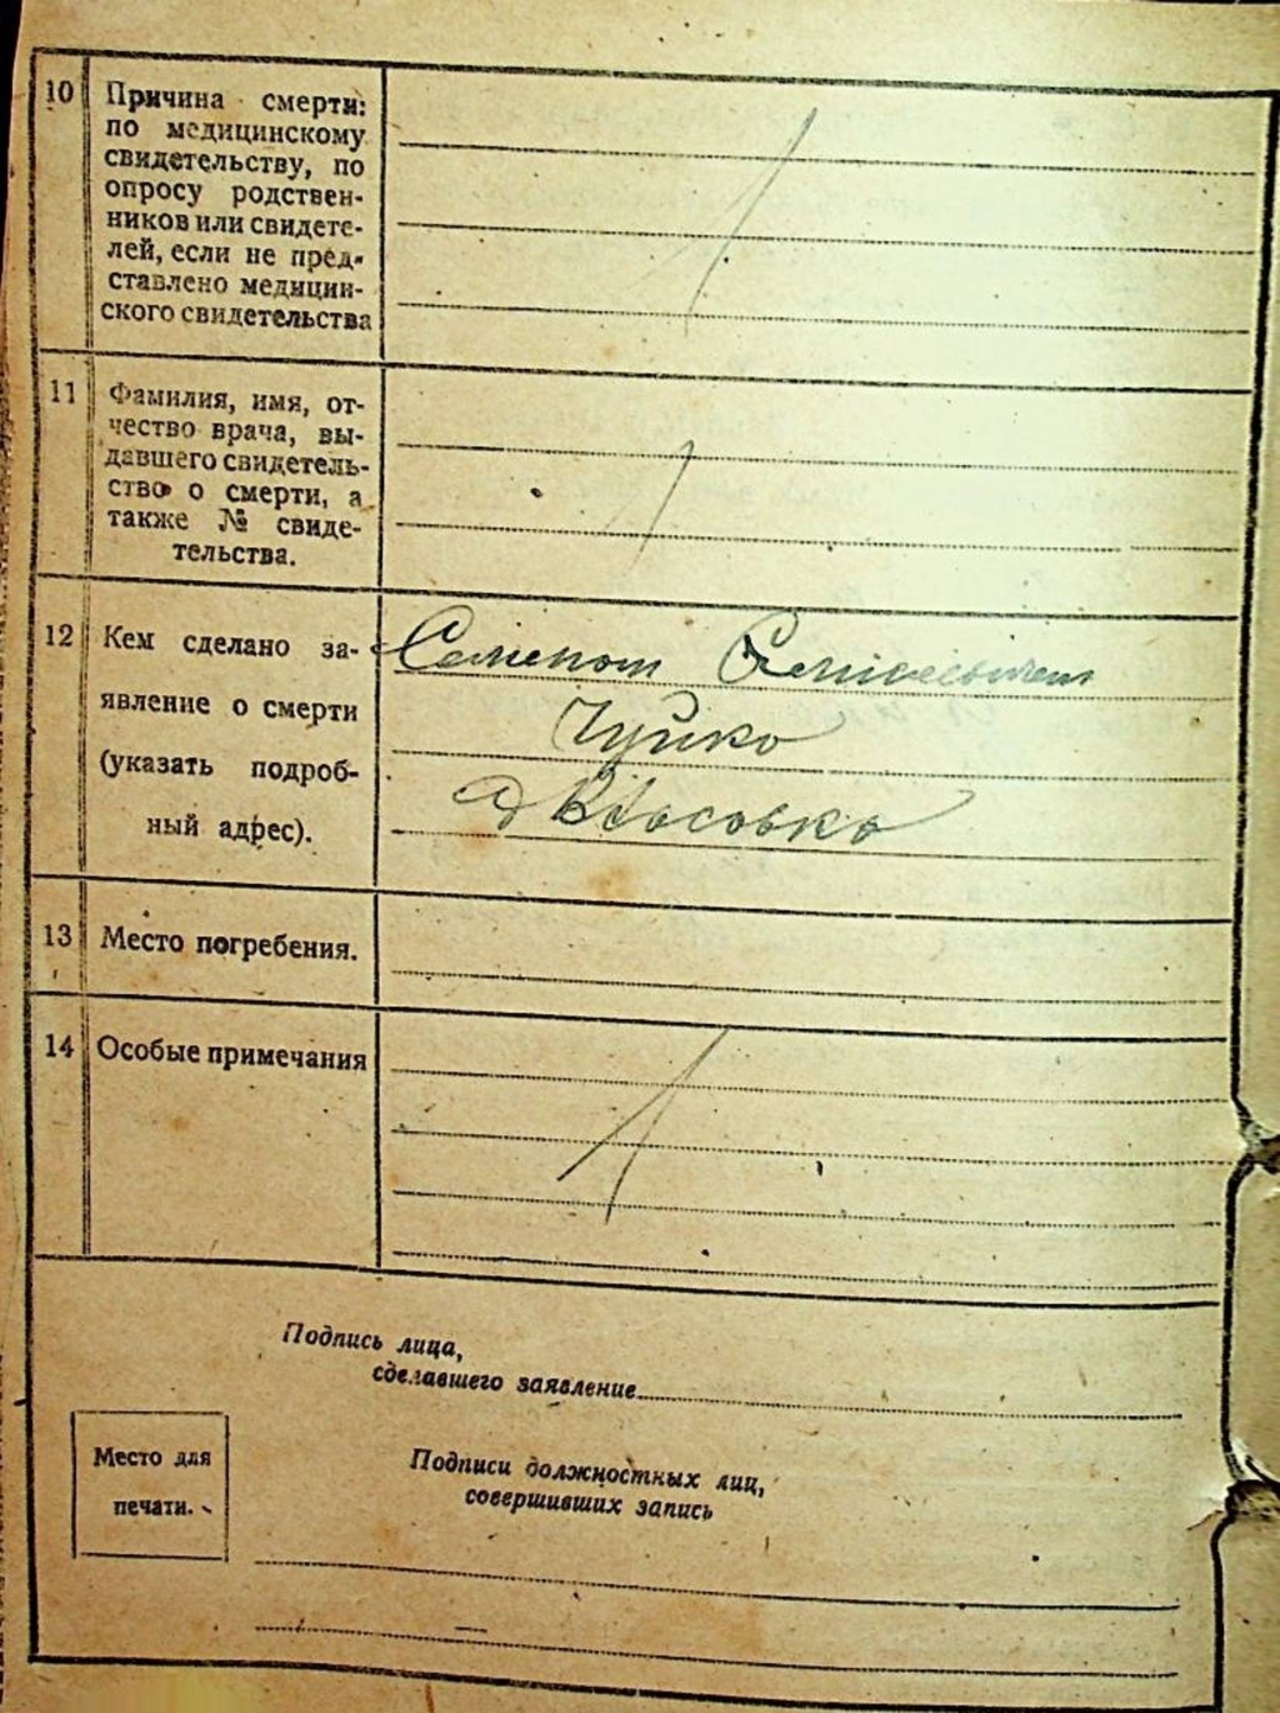 10 Причина смерти:
по медицинскому
свидетельству, по
опросу родствен-
ников или свидете-
лей, если не пред-
ставлено медицин-
ского свидетельства
11 Фамилия, имя, от-
чество врача, вы-
давшего свидетель-
ство о смерти, а
также № свиде-
тельства.
12 Кем сделано за-
явление о смерти
(указать подроб-
ный адрес).
Семеном
Чуйко
д Власовка
13 Место погребения.
14 Особые примечания
Подпись лица,
сделавшего заявление
Место для
печати.
Подписи должностных лиц,
совершивших запись